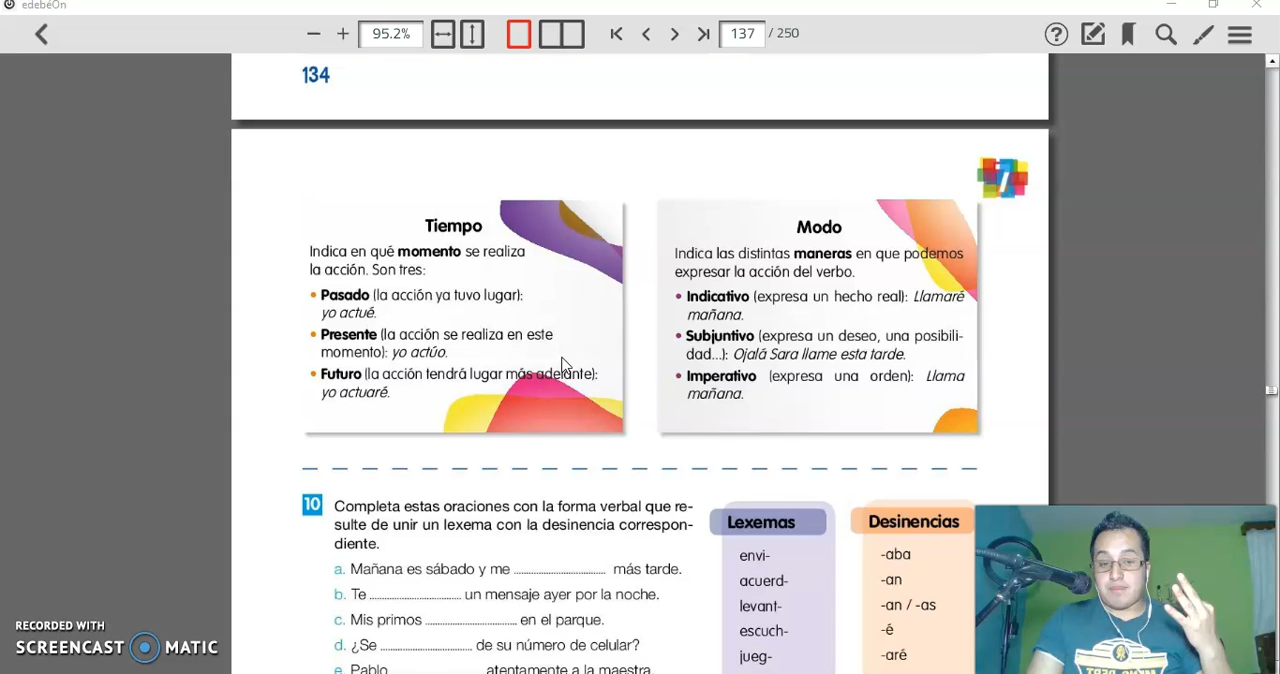 edebéOn
95.2%
137 / 250
134
Tiempo
Indica en qué momento se realiza
la acción. Son tres:
• Pasado (la acción ya tuvo lugar):
yo actué.
• Presente (la acción se realiza en este
momento): yo actúo.
• Futuro (la acción tendrá lugar más adelante):
yo actuaré.
Modo
Indica las distintas maneras en que podemos
expresar la acción del verbo.
• Indicativo (expresa un hecho real): Llamaré
mañana.
• Subjuntivo (expresa un deseo, una posibili-
dad...): Ojalá Sara llame esta tarde.
• Imperativo (expresa una orden): Llama
mañana.
10 Completa estas oraciones con la forma verbal que re-
sulte de unir un lexema con la desinencia correspon-
diente.
a. Mañana es sábado y me ............................ más tarde.
b. Te ............................ un mensaje ayer por la noche.
c. Mis primos ............................ en el parque.
d. ¿Se ............................ de su número de celular?
e. Pablo ............................ atentamente a la maestra.
Lexemas
envi-
acuerd-
levant-
escuch-
jueg-
Desinencias
-aba
-an
-an / -as
-é
-aré
RECORDED WITH
SCREENCAST MATIC